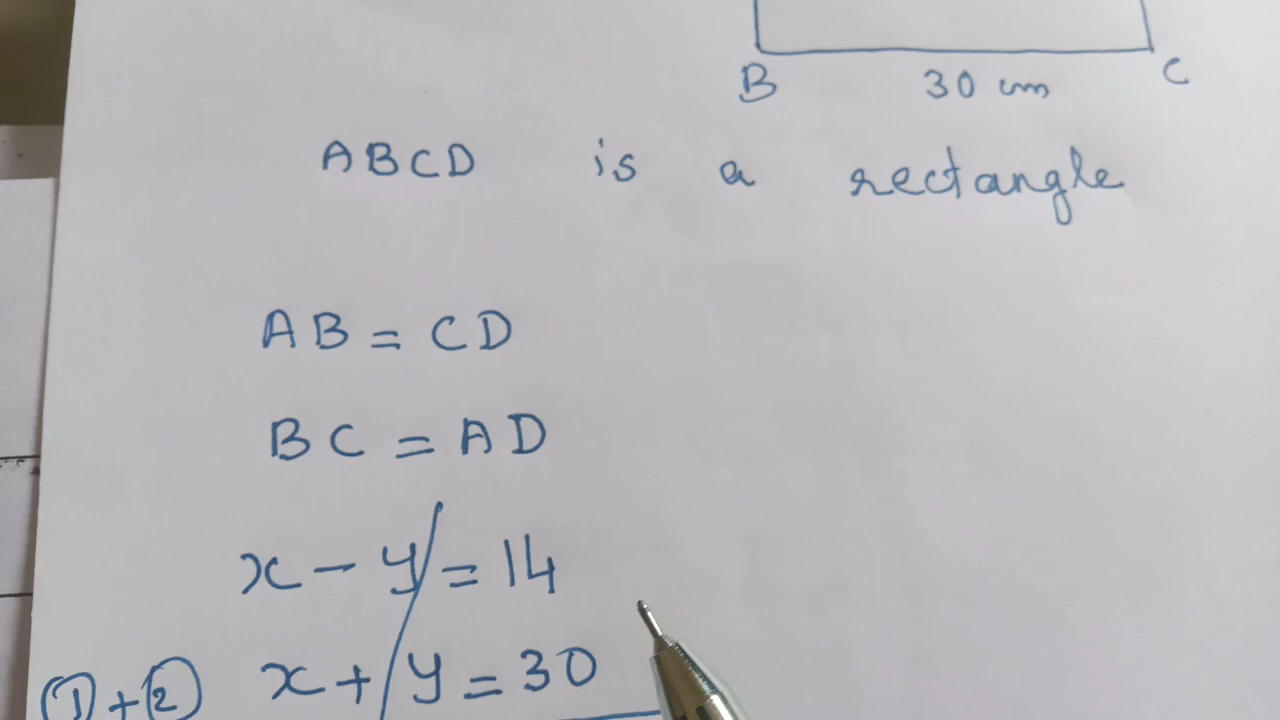 B 30 cm C
ABCD is a rectangle
AB = CD
BC = AD
x - y = 14
① + ② x + y = 30